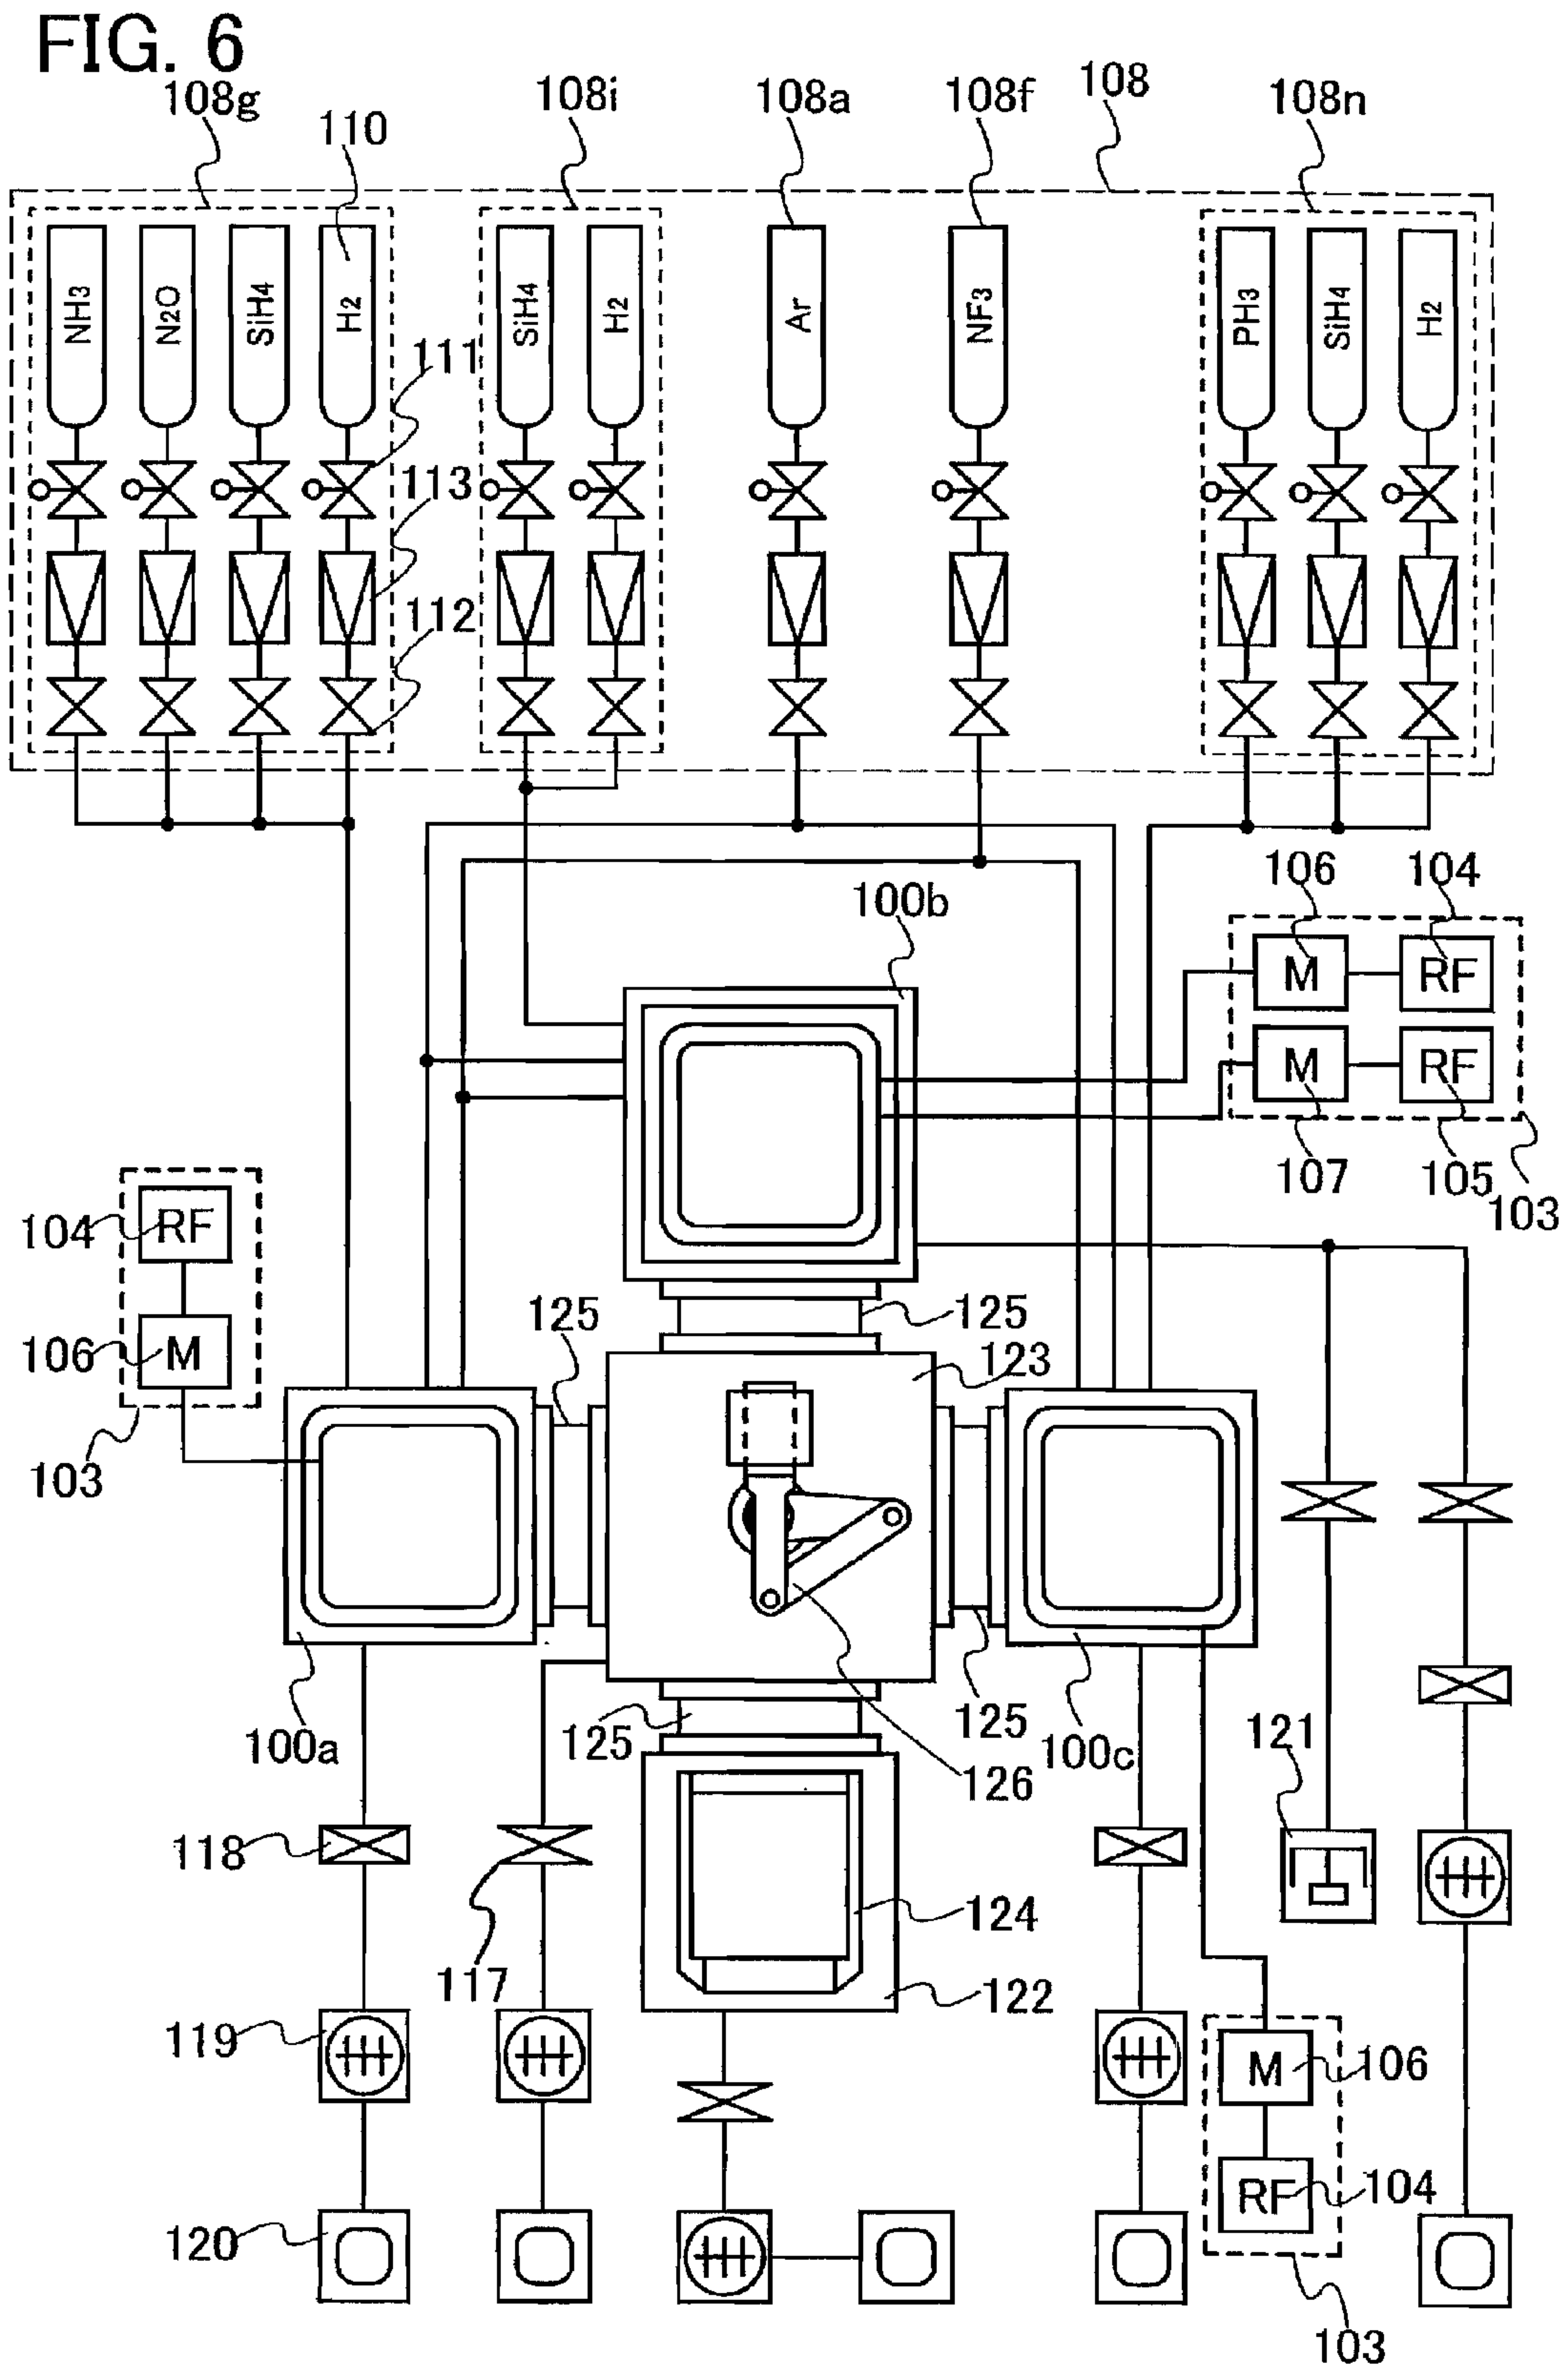 FIG. 6
108g
110
108i
108a
108f
108
108n
NH3
N2O
SiH4
H2
SiH4
H2
Ar
NF3
PH3
SiH4
H2
111
113
112
100b
106
104
M
RF
M
RF
107
105
103
104
RF
106
M
103
125
125
123
100a
125
125
100c
126
121
118
117
124
122
119
M
106
120
RF
104
103